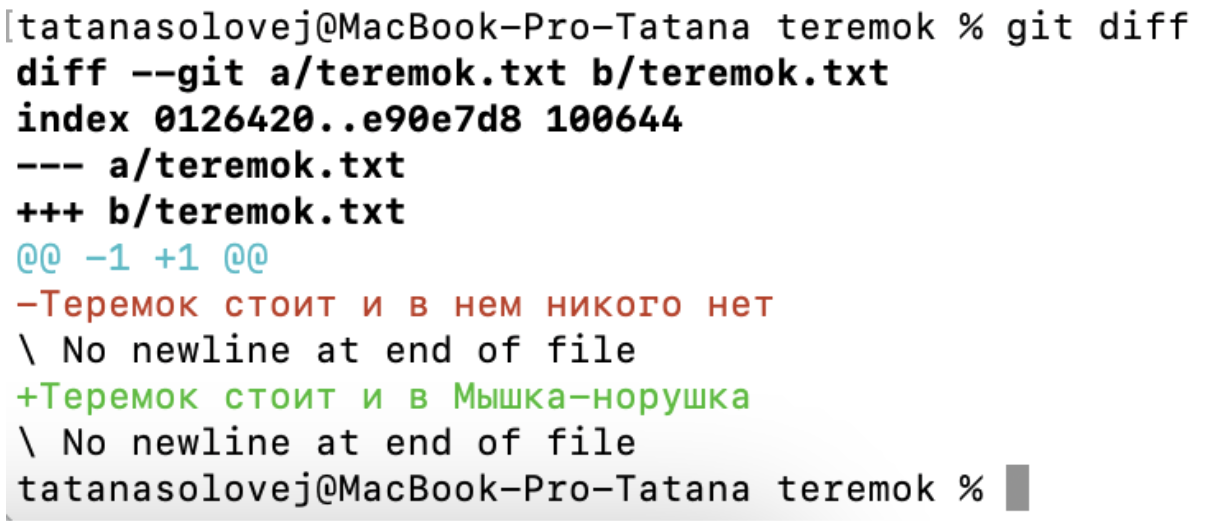 [tatanasolovej@MacBook-Pro-Tatana teremok % git diff
diff --git a/teremok.txt b/teremok.txt
index 0126420..e90e7d8 100644
--- a/teremok.txt
+++ b/teremok.txt
@@ -1 +1 @@
-Теремок стоит и в нем никого нет
\ No newline at end of file
+Теремок стоит и в Мышка-норушка
\ No newline at end of file
tatanasolovej@MacBook-Pro-Tatana teremok %